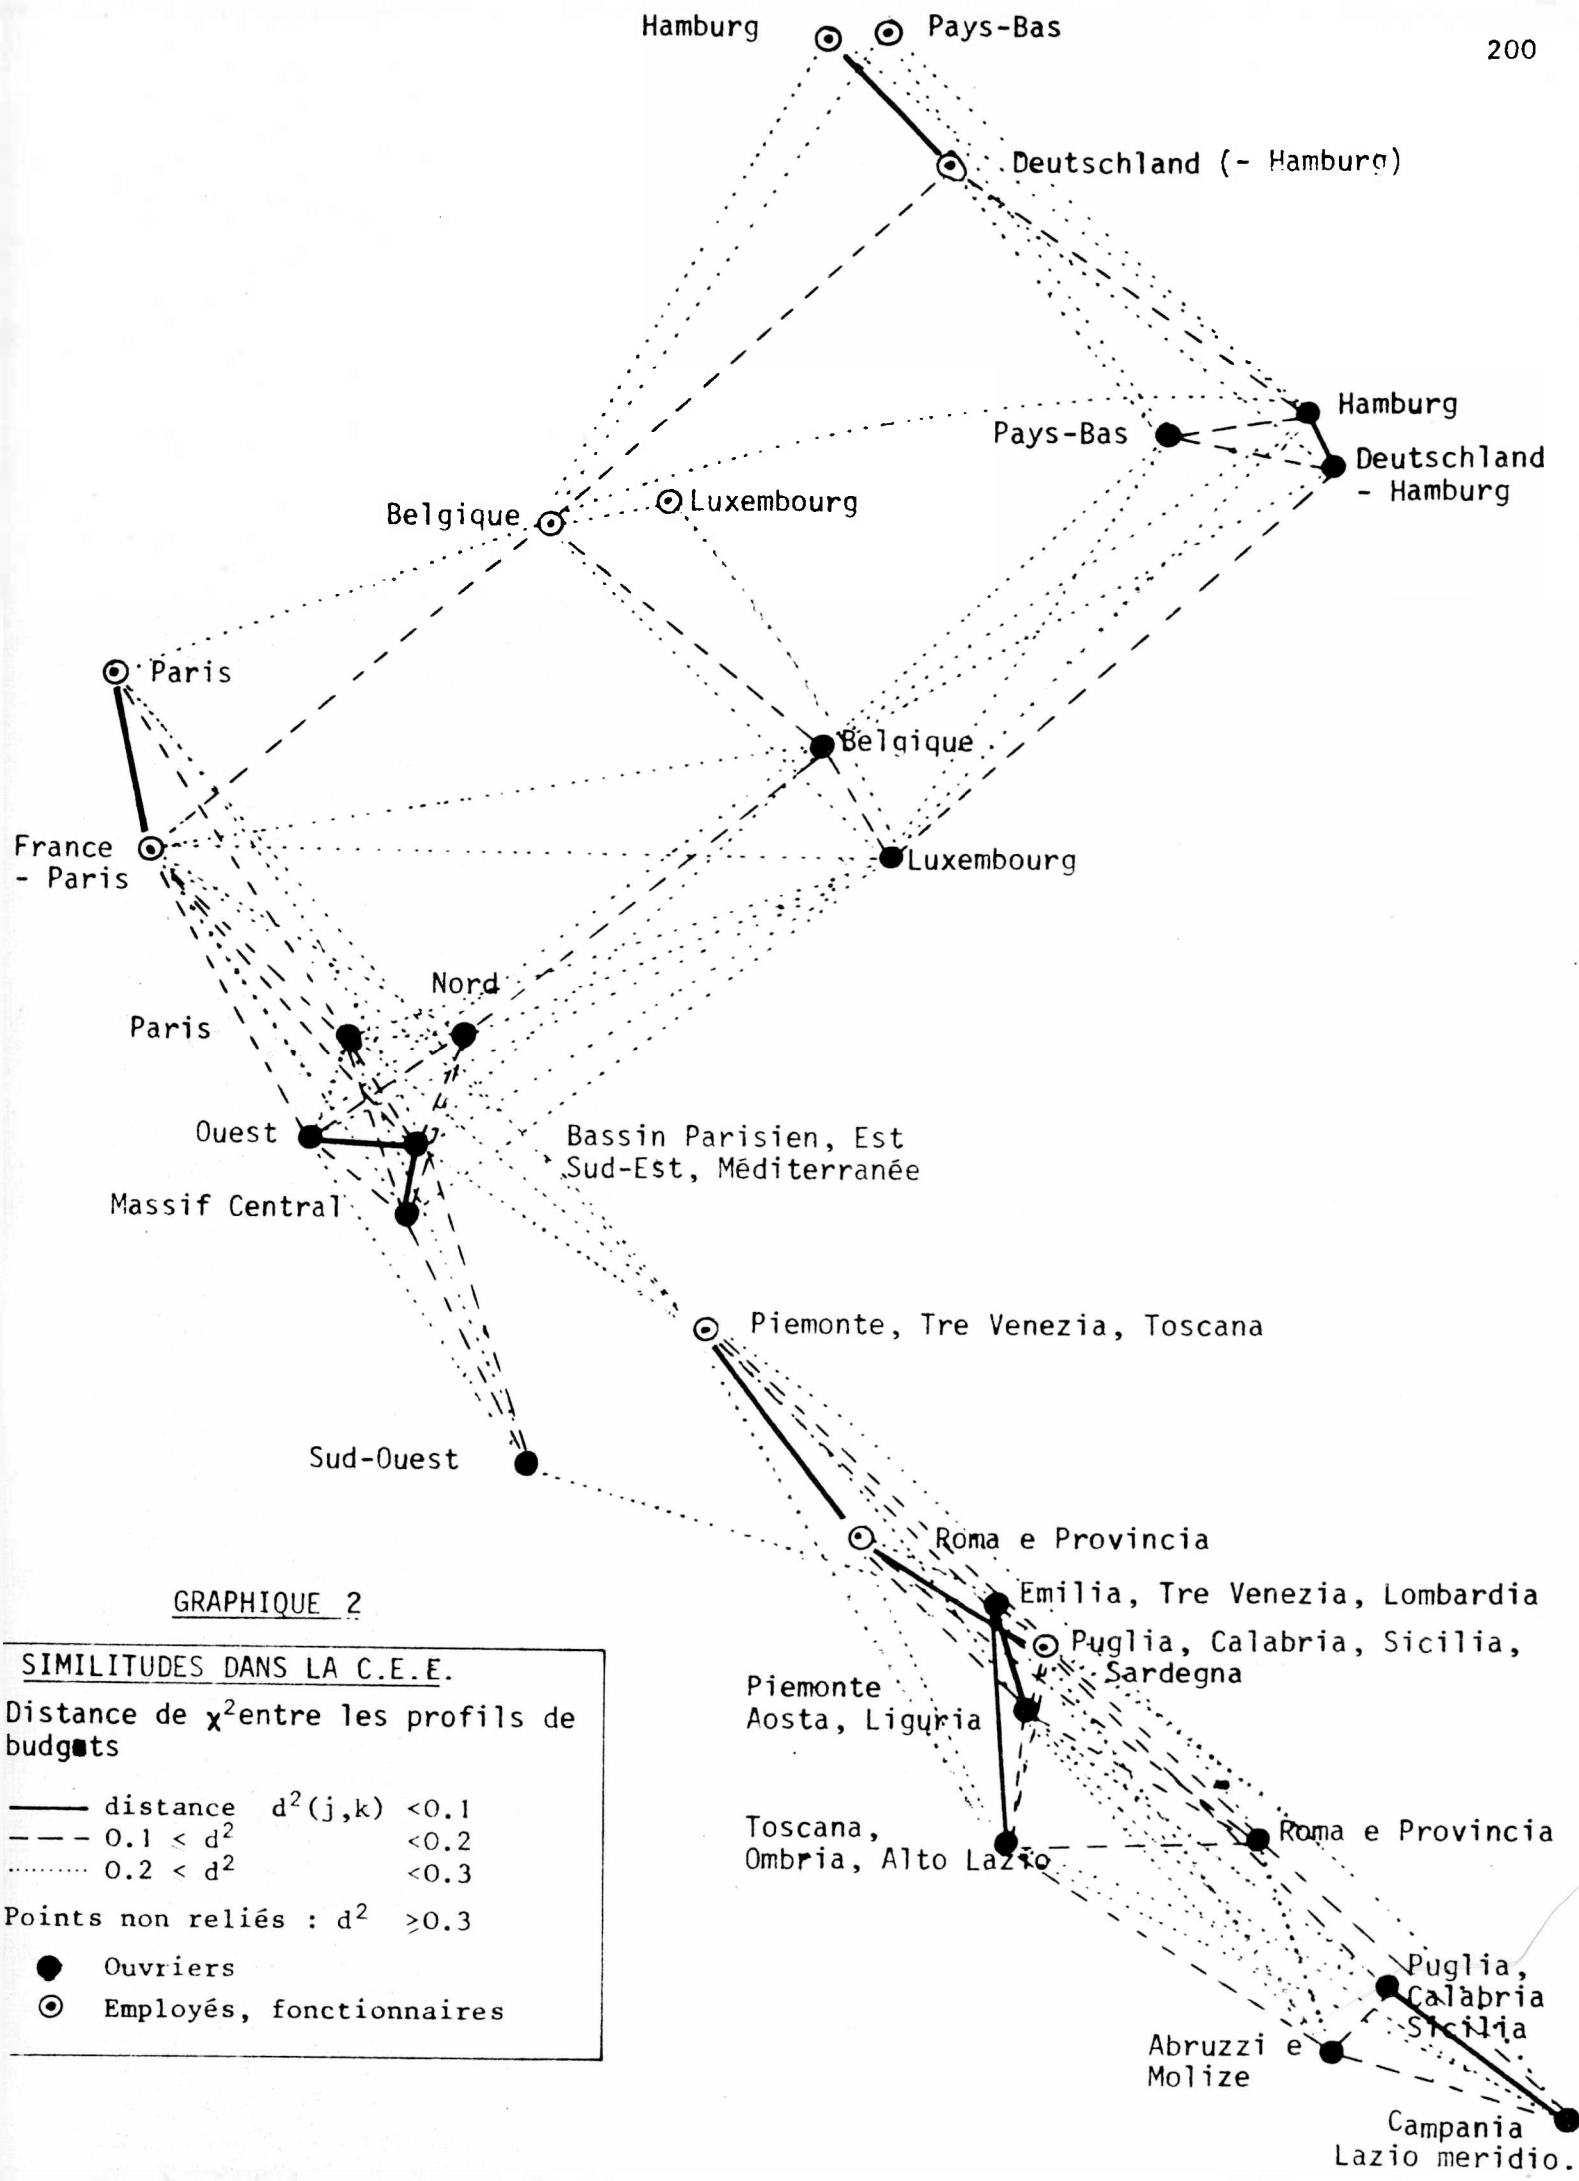 200
Hamburg
Pays-Bas
Deutschland (- Hamburg)
Hamburg
Pays-Bas
Deutschland
- Hamburg
Luxembourg
Belgique
Paris
Belgique
France
- Paris
Luxembourg
Nord
Paris
Ouest
Bassin Parisien, Est
Sud-Est, Méditerranée
Massif Central
Piemonte, Tre Venezia, Toscana
Sud-Ouest
Roma e Provincia
Emilia, Tre Venezia, Lombardia
Puglia, Calabria, Sicilia,
Sardegna
Piemonte
Aosta, Liguria
Toscana,
Ombria, Alto Lazio
Roma e Provincia
Puglia,
Calabria
Sicilia
Abruzzi e
Molize
Campania
Lazio meridio.
GRAPHIQUE 2
SIMILITUDES DANS LA C.E.E.
Distance de χ² entre les profils de
budgets
distance d²(j,k) <0.1
0.1 < d² <0.2
0.2 < d² <0.3
Points non reliés : d² ≥0.3
Ouvriers
Employés, fonctionnaires